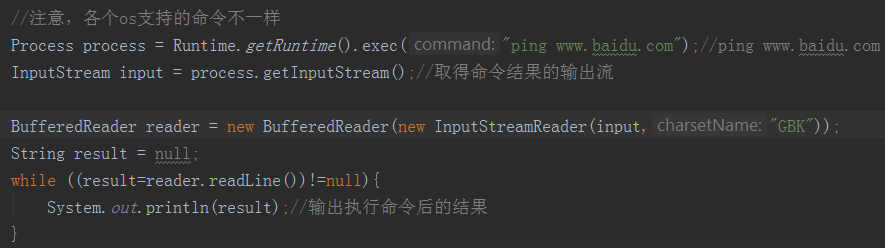 //注意，各个os支持的命令不一样
Process process = Runtime.getRuntime().exec( command: "ping www.baidu.com");//ping www.baidu.com
InputStream input = process.getInputStream();//取得命令结果的输出流
BufferedReader reader = new BufferedReader(new InputStreamReader(input, charsetName: "GBK"));
String result = null;
while ((result=reader.readLine())!=null){
System.out.println(result);//输出执行命令后的结果
}